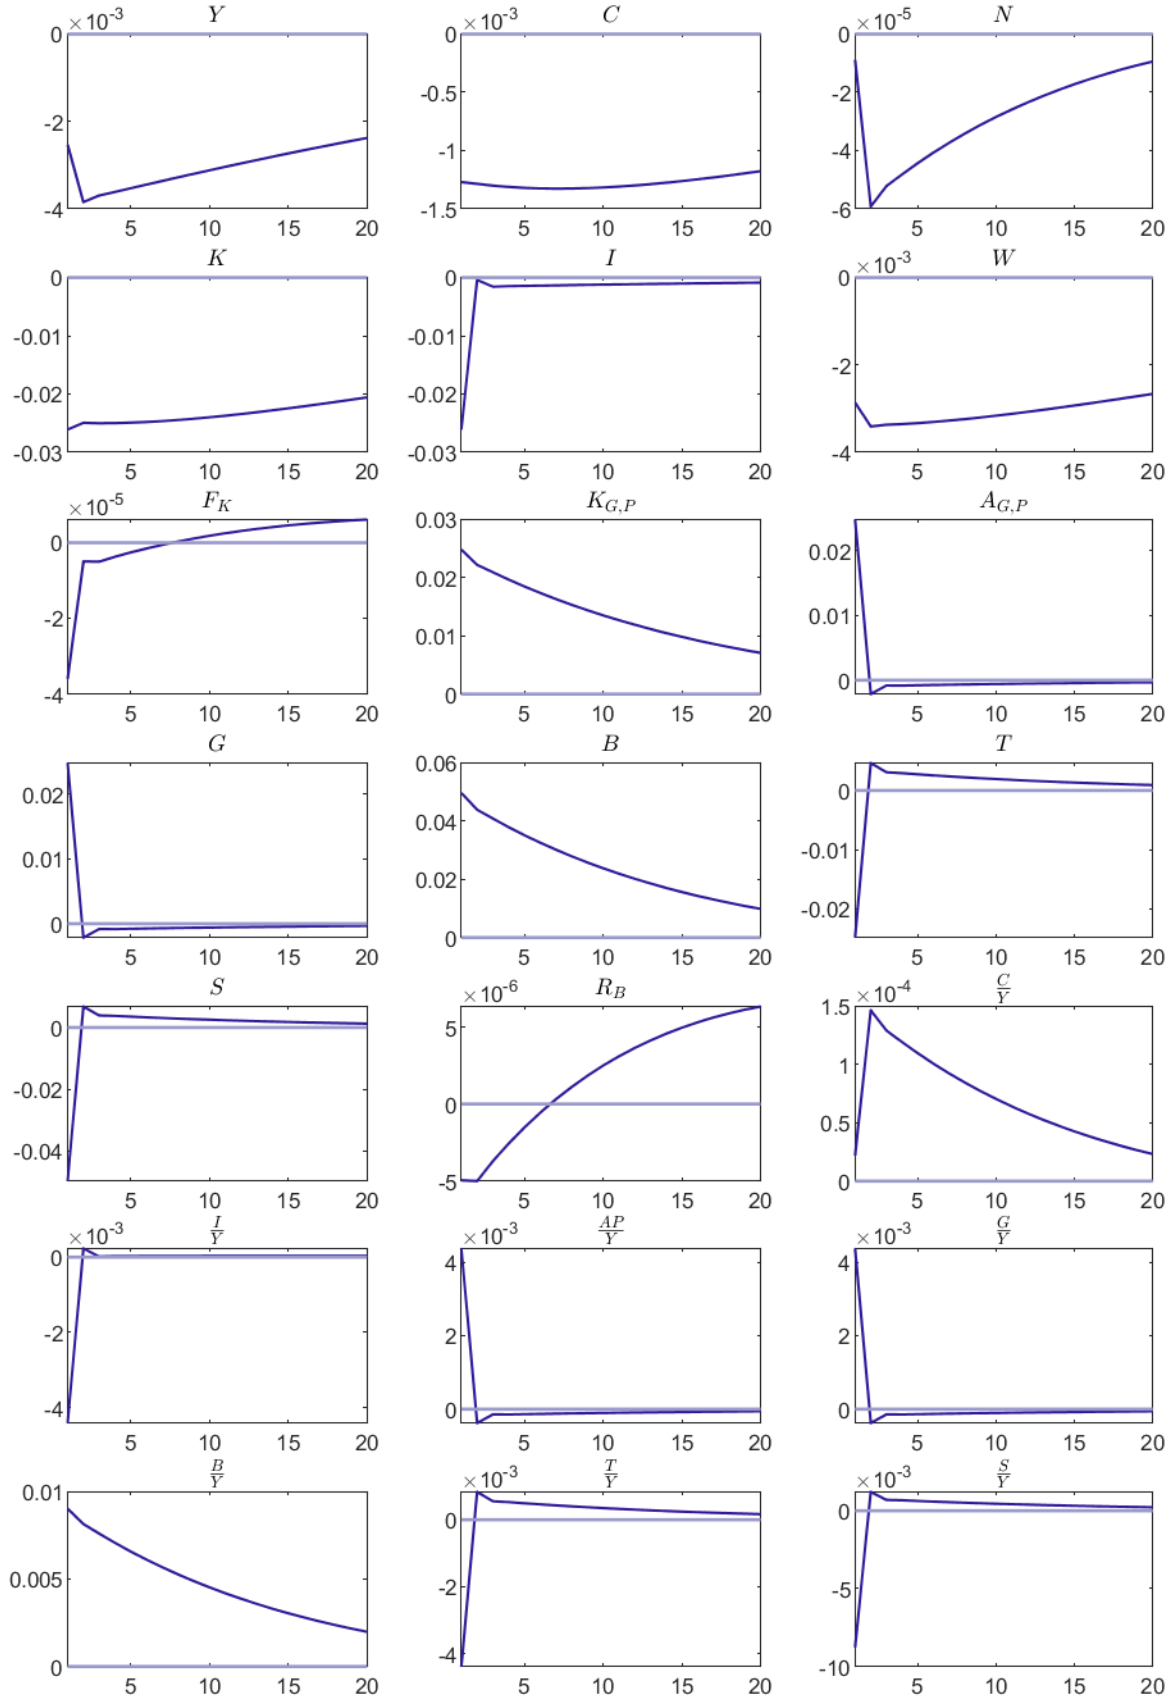 Y
×10-3
0
-2
-4
5 10 15 20
C
×10-3
0
-0.5
-1
-1.5
5 10 15 20
N
×10-5
0
-2
-4
-6
5 10 15 20
K
0
-0.01
-0.02
-0.03
5 10 15 20
I
0
-0.01
-0.02
-0.03
5 10 15 20
W
×10-3
0
-2
-4
5 10 15 20
F_K
×10-5
0
-2
-4
5 10 15 20
K_{G,P}
0.03
0.02
0.01
0
5 10 15 20
A_{G,P}
0.02
0.01
0
5 10 15 20
G
0.02
0.01
0
5 10 15 20
B
0.06
0.04
0.02
0
5 10 15 20
T
0
-0.01
-0.02
5 10 15 20
S
0
-0.02
-0.04
5 10 15 20
R_B
×10-6
5
0
-5
5 10 15 20
C/Y
×10-4
1.5
1
0.5
0
5 10 15 20
I/Y
×10-3
0
-2
-4
5 10 15 20
AP/Y
×10-3
4
2
0
5 10 15 20
G/Y
×10-3
4
2
0
5 10 15 20
B/Y
0.01
0.005
0
5 10 15 20
T/Y
×10-3
0
-2
-4
5 10 15 20
S/Y
×10-3
0
-5
-10
5 10 15 20